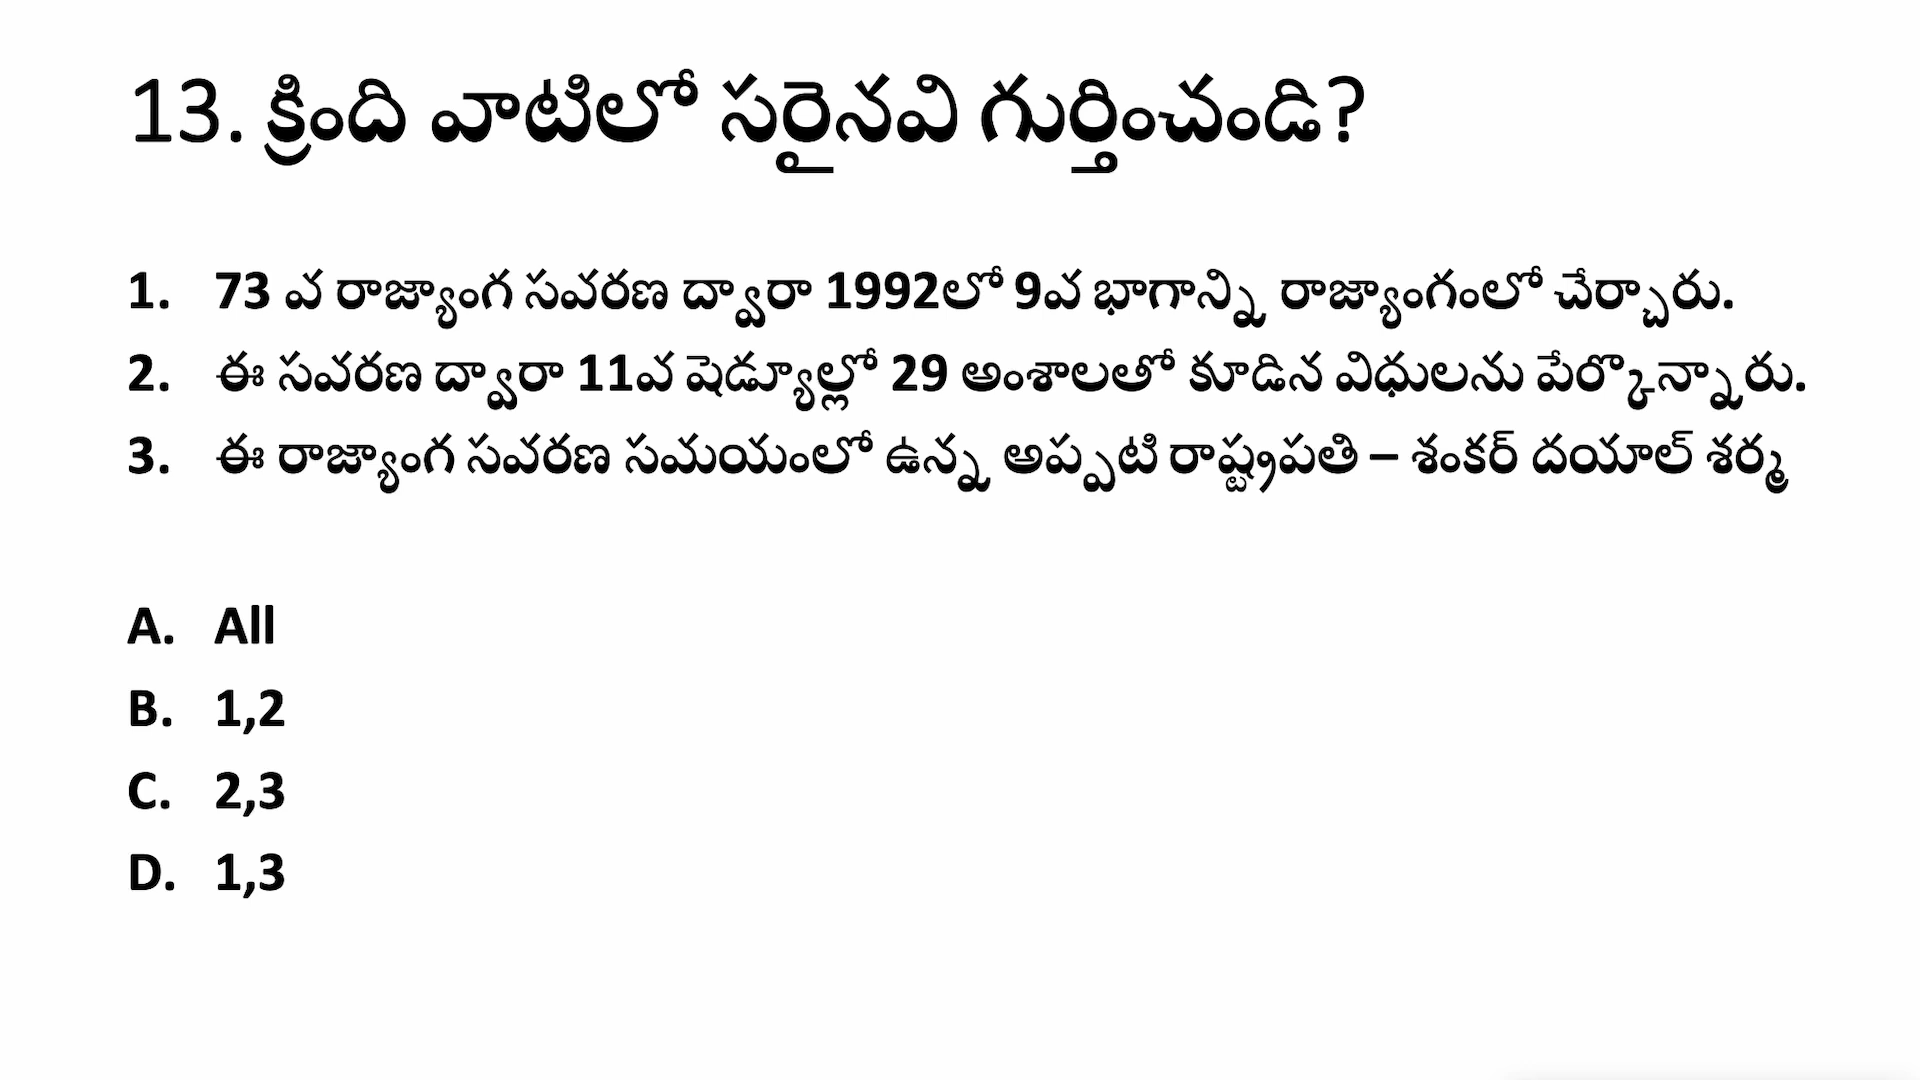 13. క్రింది వాటిలో సరైనవి గుర్తించండి?
1. 73 వ రాజ్యాంగ సవరణ ద్వారా 1992లో 9వ భాగాన్ని రాజ్యాంగంలో చేర్చారు.
2. ఈ సవరణ ద్వారా 11వ షెడ్యూల్లో 29 అంశాలతో కూడిన విధులను పేర్కొన్నారు.
3. ఈ రాజ్యాంగ సవరణ సమయంలో ఉన్న అప్పటి రాష్ట్రపతి – శంకర్ దయాల్ శర్మ
A. All
B. 1,2
C. 2,3
D. 1,3